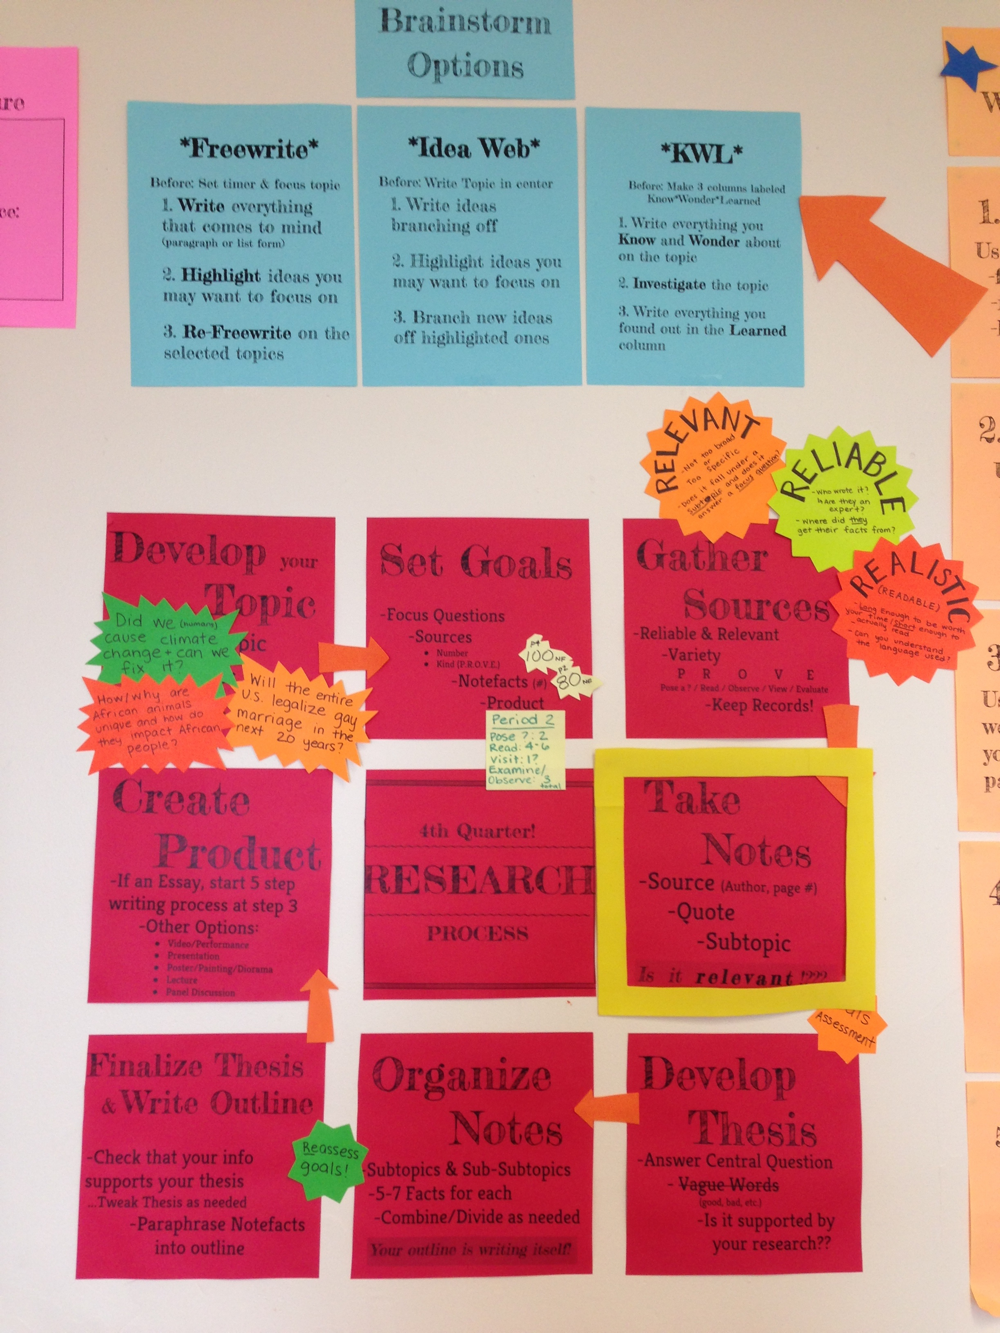 Brainstorm
Options
*Freewrite*
Before: Set timer & focus topic
1. Write everything
that comes to mind
(paragraph or list form)
2. Highlight ideas you
may want to focus on
3. Re-Freewrite on the
selected topics
*Idea Web*
Before: Write Topic in center
1. Write ideas
branching off
2. Highlight ideas you
may want to focus on
3. Branch new ideas
off highlighted ones
*KWL*
Before: Make 3 columns labeled
Know*Wonder*Learned
1. Write everything you
Know and Wonder about
on the topic
2. Investigate the topic
3. Write everything you
found out in the Learned
column
RELEVANT
-Not too broad
or
Too Specific
-Does it fall under a
Subtopic and does it
answer a focus question?
RELIABLE
-Who wrote it?
Are they an
expert?
-Where did they
get their facts from?
REALISTIC
(READABLE)
-Long enough to be worth
your time/short enough to
actually read
-Can you understand
the language used?
Develop your
Topic
pic
Did we (humans)
cause climate
change + can we
fix it?
How/why are
African animals
unique and how do
they impact African
people?
Will the entire
U.S. legalize gay
marriage in the
next 20 years?
Set Goals
-Focus Questions
-Sources
• Number
• Kind (P.R.O.V.E.)
-Notefacts (#)
-Product
P4
100 NF
P2
80 NF
Period 2
Pose ?: 2
Read: 4-6
Visit: 1?
Examine/
Observe: 3
total
Gather
Sources
-Reliable & Relevant
-Variety
P R O V E
Pose a ? / Read / Observe / View / Evaluate
-Keep Records!
Create
Product
-If an Essay, start 5 step
writing process at step 3
-Other Options:
• Video/Performance
• Presentation
• Poster/Painting/Diorama
• Lecture
• Panel Discussion
4th Quarter!
RESEARCH
PROCESS
Take
Notes
-Source (Author, page #)
-Quote
-Subtopic
Is it relevant !???
Assessment
Finalize Thesis
& Write Outline
-Check that your info
supports your thesis
...Tweak Thesis as needed
-Paraphrase Notefacts
into outline
Reassess
goals!
Organize
Notes
-Subtopics & Sub-Subtopics
-5-7 Facts for each
-Combine/Divide as needed
Your outline is writing itself!
Develop
Thesis
-Answer Central Question
- Vague Words
(good, bad, etc.)
-Is it supported by
your research??
1.
Us
2.
3
Us
wo
yo
pa
4